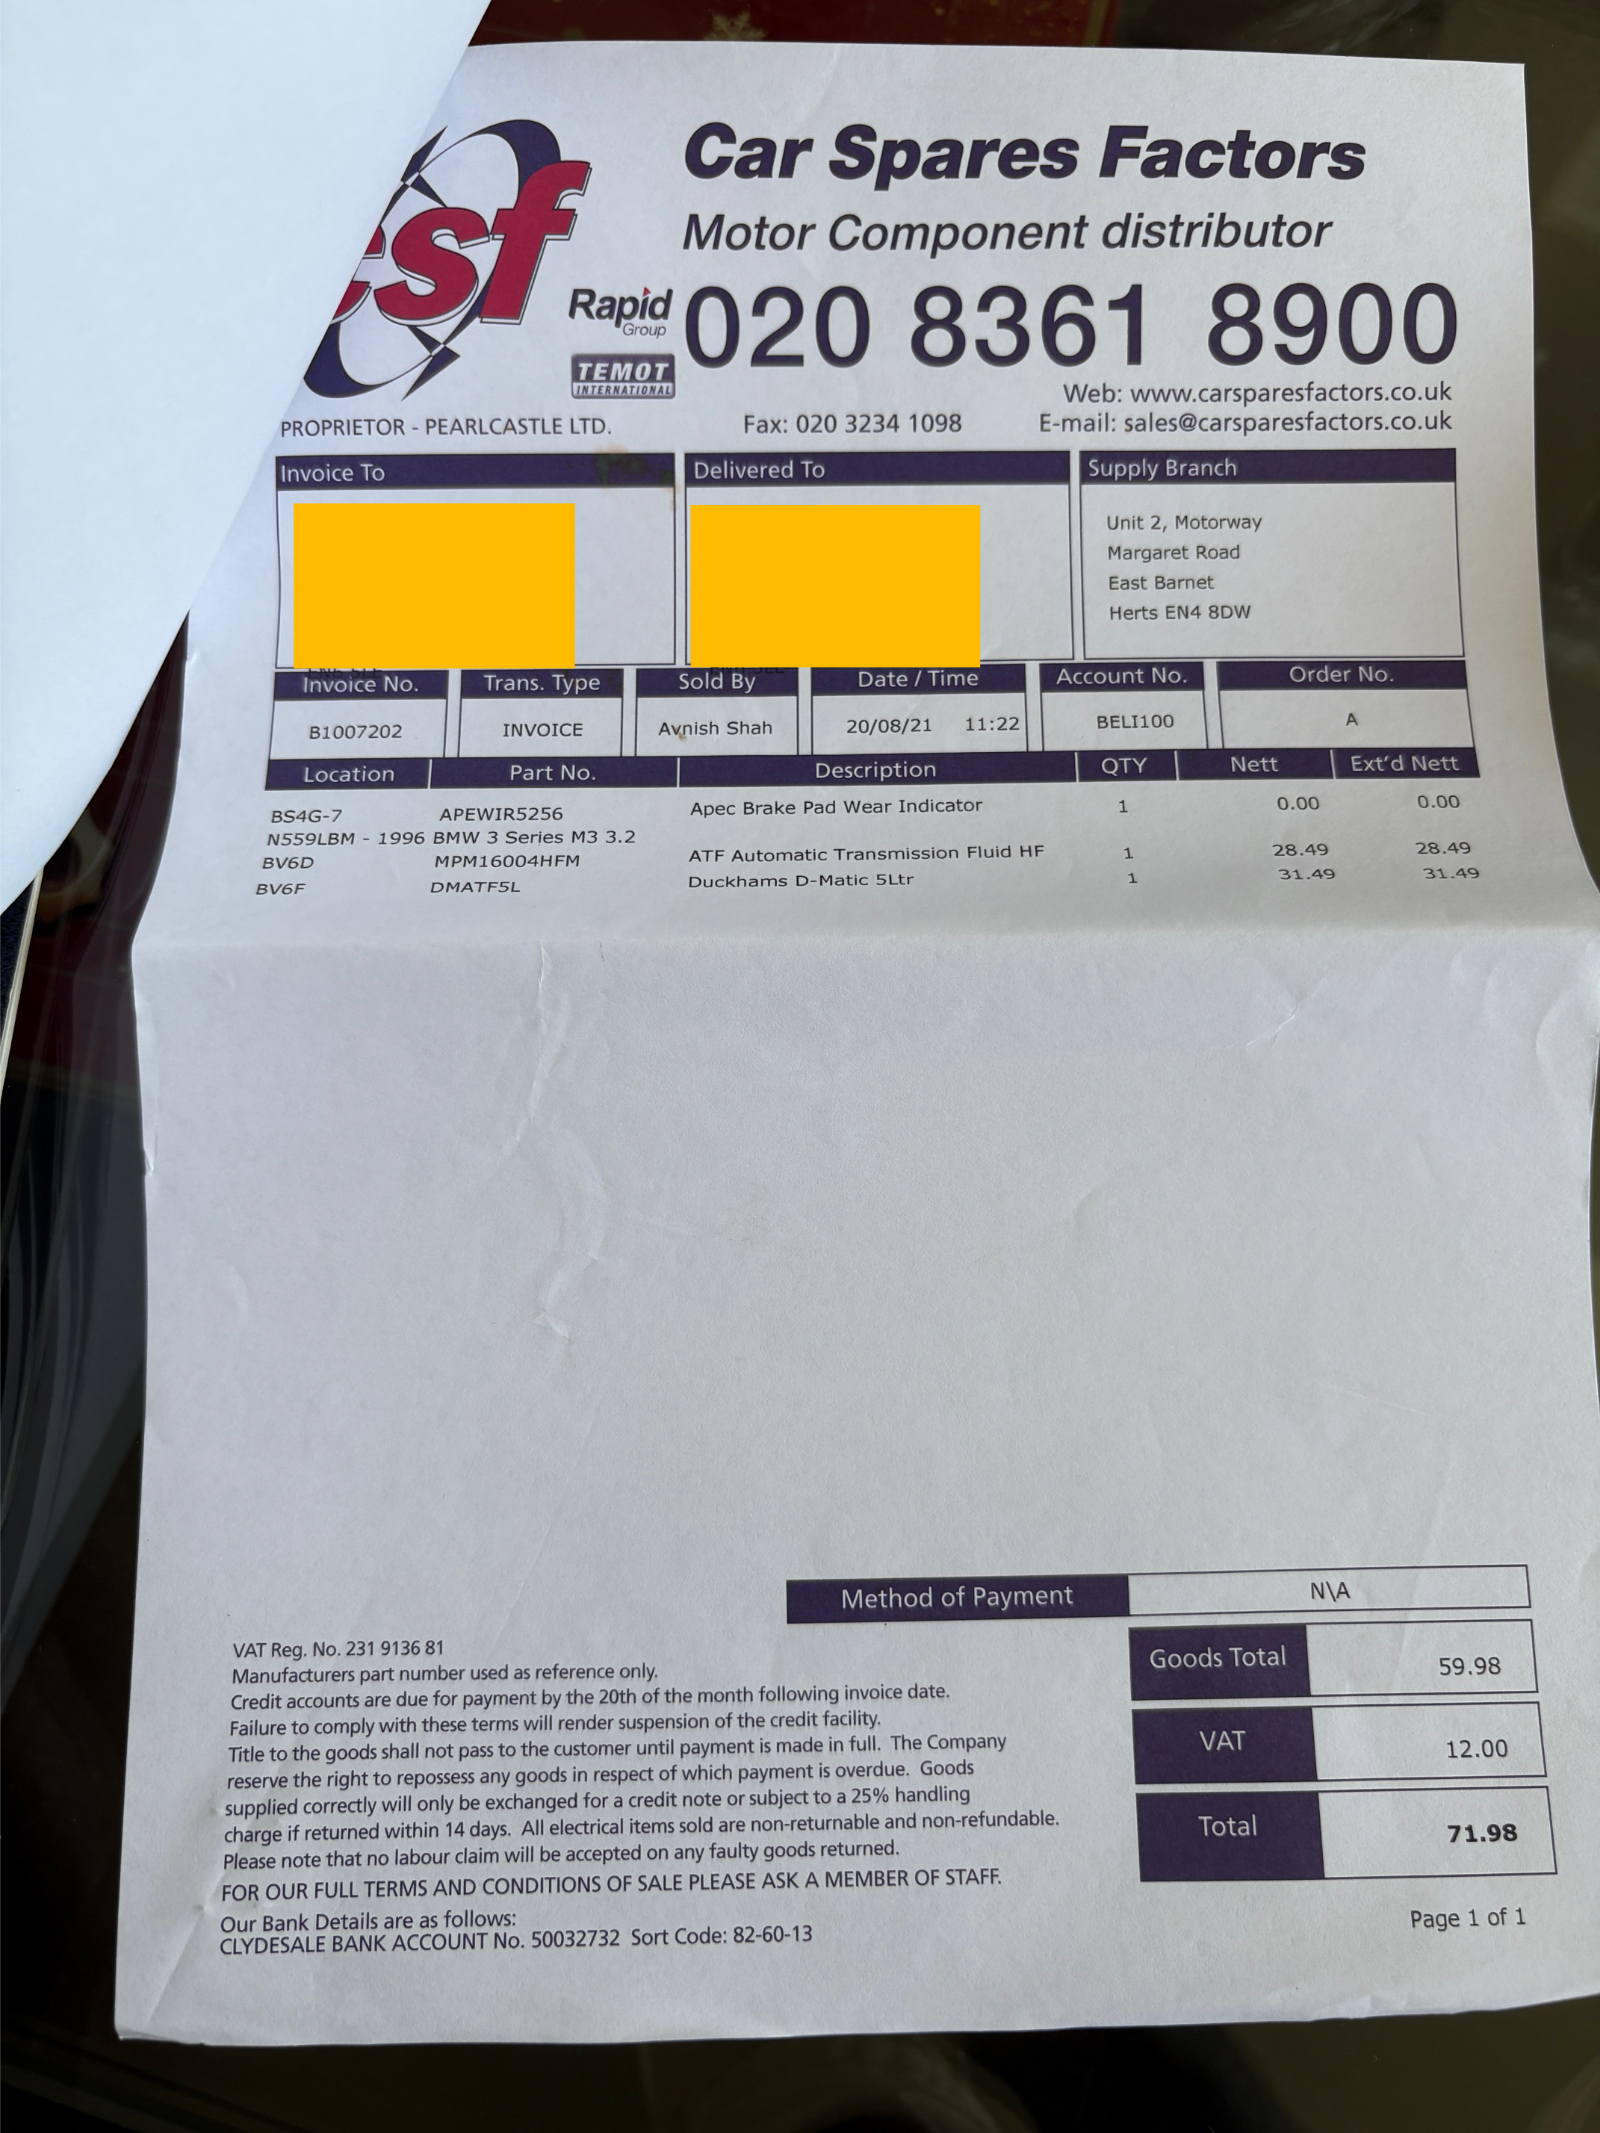 csf
Car Spares Factors
Motor Component distributor
Rapid
Group
020 8361 8900
TEMOT
INTERNATIONAL
Web: www.carsparesfactors.co.uk
PROPRIETOR - PEARLCASTLE LTD.
Fax: 020 3234 1098
E-mail: sales@carsparesfactors.co.uk
Invoice To
Delivered To
Supply Branch
Unit 2, Motorway
Margaret Road
East Barnet
Herts EN4 8DW
Invoice No. Trans. Type Sold By Date / Time Account No. Order No.
B1007202 INVOICE Avnish Shah 20/08/21 11:22 BELI100 A
Location Part No. Description QTY Nett Ext'd Nett
BS4G-7 APEWIR5256 Apec Brake Pad Wear Indicator 1 0.00 0.00
N559LBM - 1996 BMW 3 Series M3 3.2
BV6D MPM16004HFM ATF Automatic Transmission Fluid HF 1 28.49 28.49
BV6F DMATF5L Duckhams D-Matic 5Ltr 1 31.49 31.49
Method of Payment N\A
Goods Total 59.98
VAT 12.00
Total 71.98
VAT Reg. No. 231 9136 81
Manufacturers part number used as reference only.
Credit accounts are due for payment by the 20th of the month following invoice date.
Failure to comply with these terms will render suspension of the credit facility.
Title to the goods shall not pass to the customer until payment is made in full. The Company
reserve the right to repossess any goods in respect of which payment is overdue. Goods
supplied correctly will only be exchanged for a credit note or subject to a 25% handling
charge if returned within 14 days. All electrical items sold are non-returnable and non-refundable.
Please note that no labour claim will be accepted on any faulty goods returned.
FOR OUR FULL TERMS AND CONDITIONS OF SALE PLEASE ASK A MEMBER OF STAFF.
Our Bank Details are as follows:
CLYDESALE BANK ACCOUNT No. 50032732 Sort Code: 82-60-13
Page 1 of 1